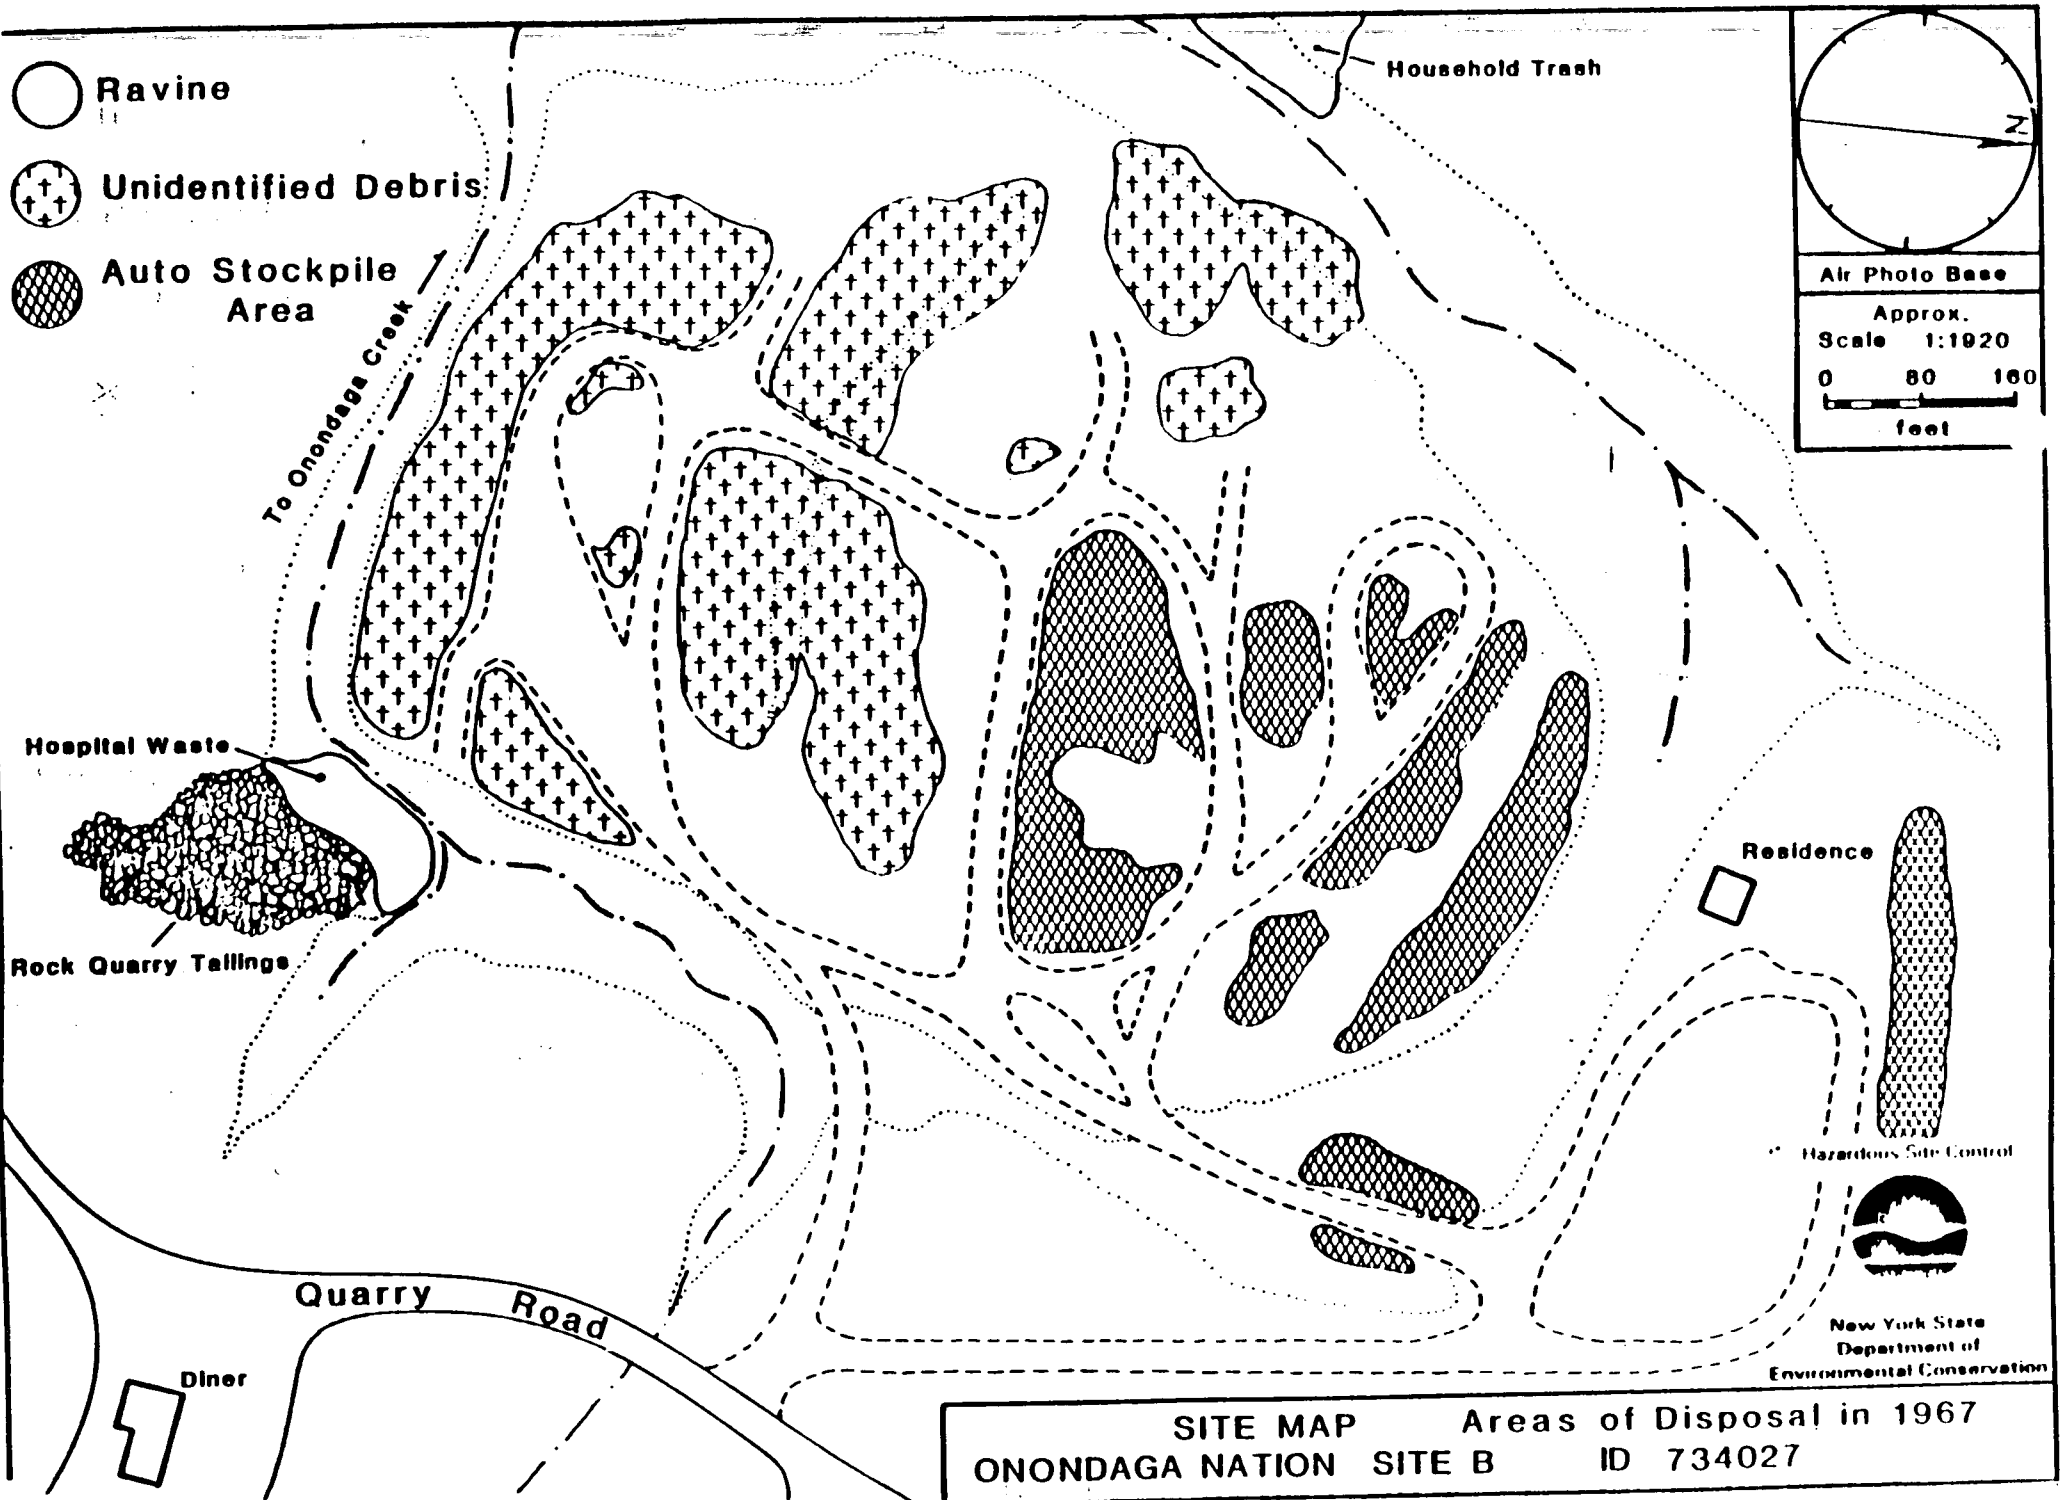 Ravine
Unidentified Debris
Auto Stockpile
Area
To Onondaga Creek
Household Trash
N
Air Photo Base
Approx.
Scale 1:1920
0 80 160
feet
Hospital Waste
Rock Quarry Tailings
Residence
Hazardous Site Control
New York State
Department of
Environmental Conservation
Quarry Road
Diner
SITE MAP Areas of Disposal in 1967
ONONDAGA NATION SITE B ID 734027